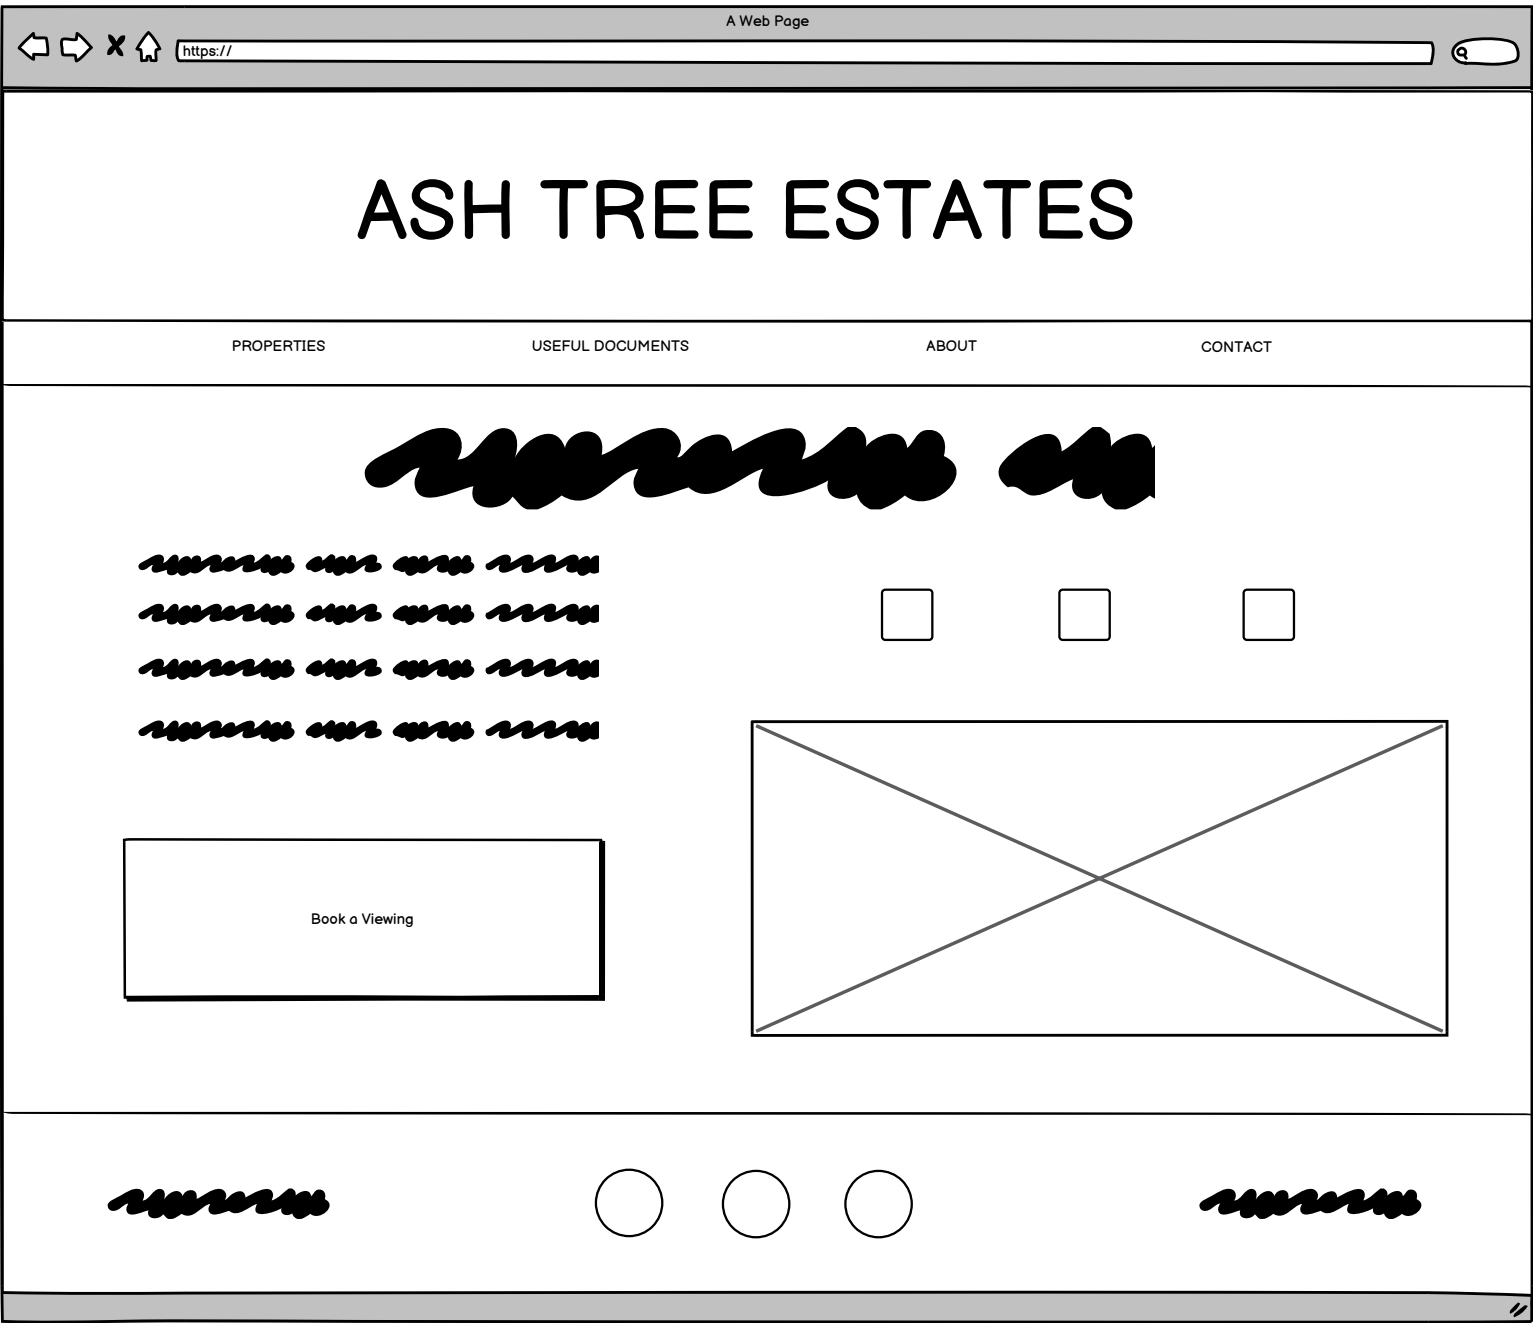 A Web Page
https://
ASH TREE ESTATES
PROPERTIES USEFUL DOCUMENTS ABOUT CONTACT
Book a Viewing